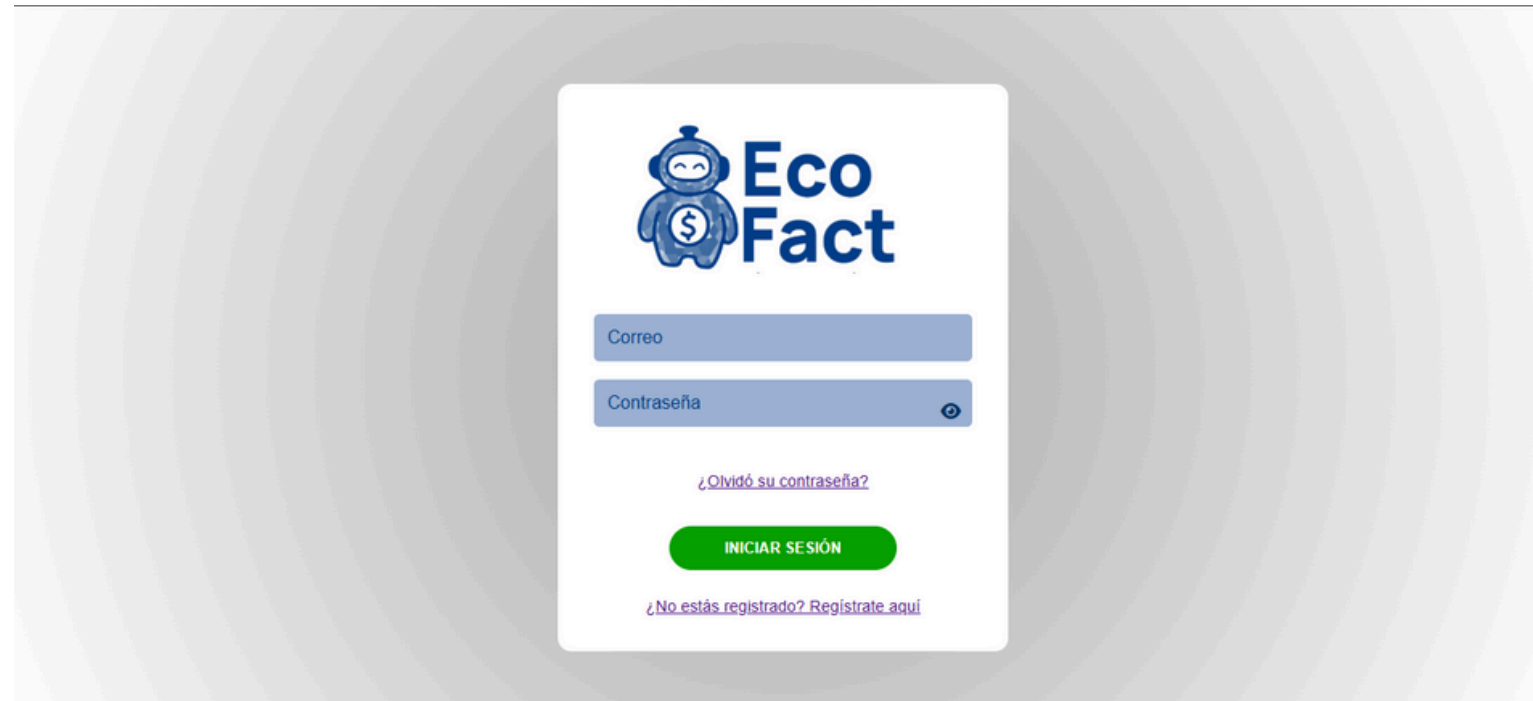 Eco
Fact
$
Correo
Contraseña
¿Olvidó su contraseña?
INICIAR SESIÓN
¿No estás registrado? Regístrate aquí